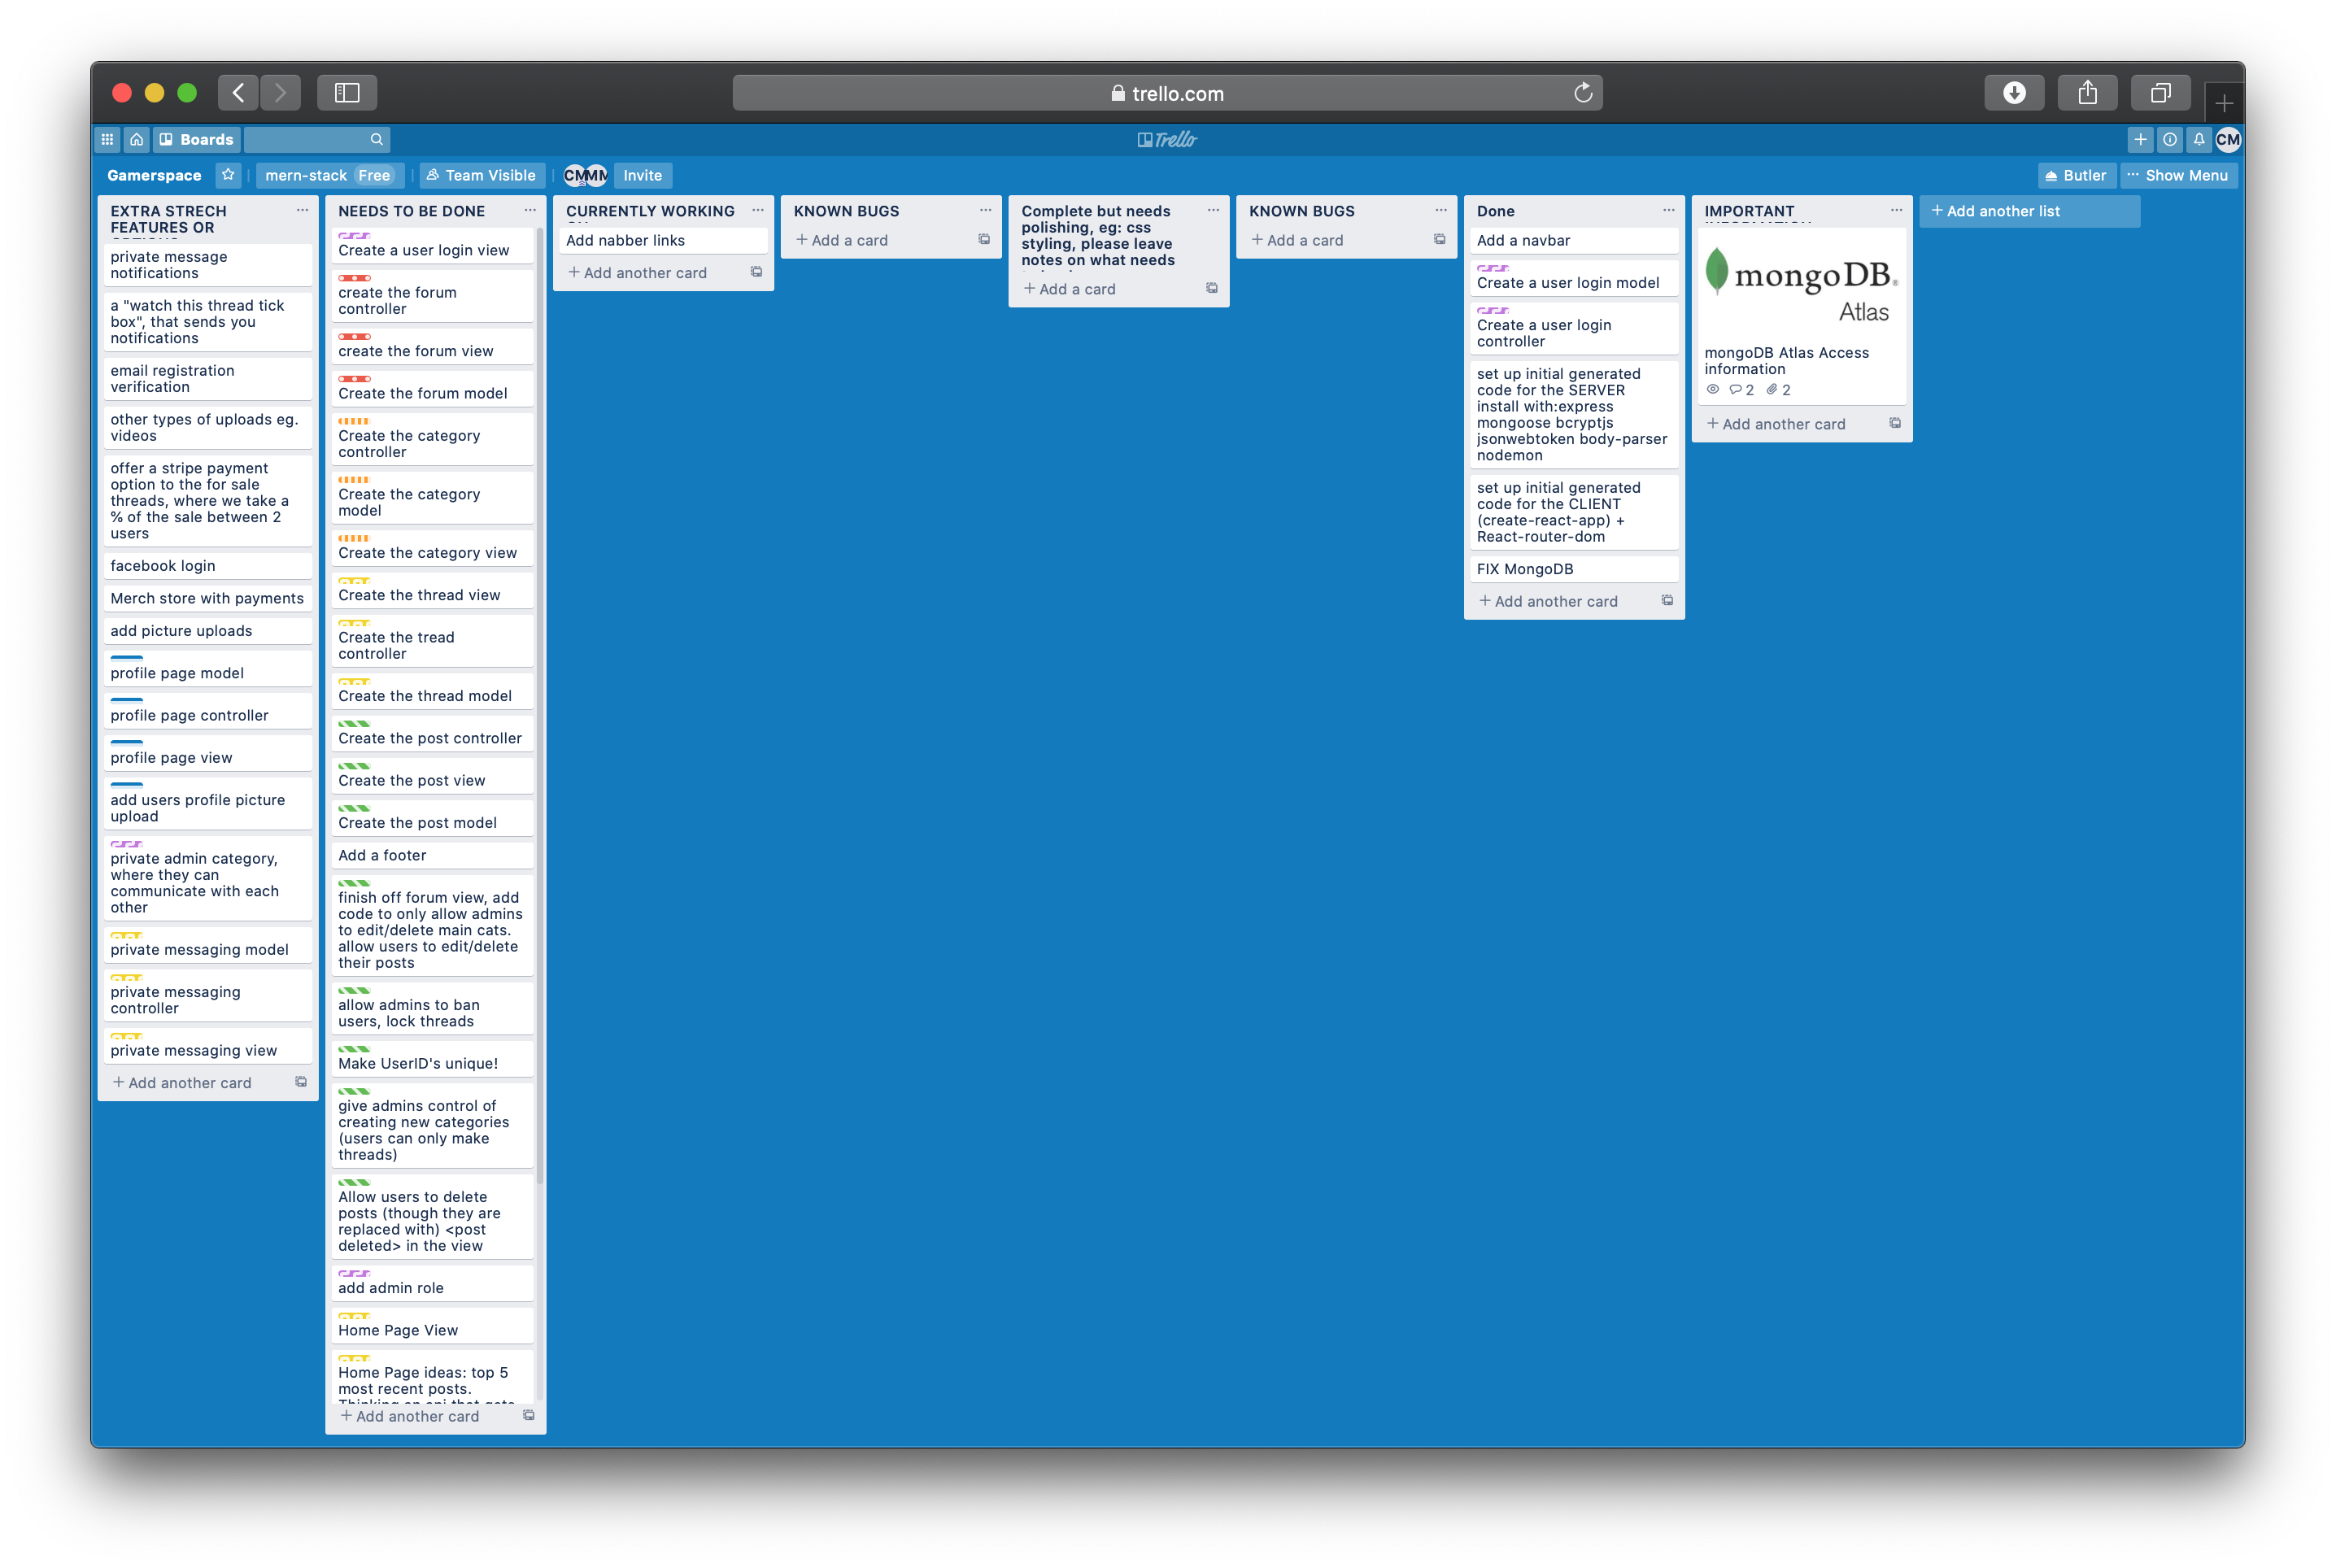 trello.com
Boards
Trello
CM
Gamerspace
mern-stack Free
Team Visible
CM
MM
Invite
Butler
Show Menu
EXTRA STRECH
FEATURES OR
private message
notifications
a "watch this thread tick
box", that sends you
notifications
email registration
verification
other types of uploads eg.
videos
offer a stripe payment
option to the for sale
threads, where we take a
% of the sale between 2
users
facebook login
Merch store with payments
add picture uploads
profile page model
profile page controller
profile page view
add users profile picture
upload
private admin category,
where they can
communicate with each
other
private messaging model
private messaging
controller
private messaging view
+ Add another card
NEEDS TO BE DONE
Create a user login view
create the forum
controller
create the forum view
Create the forum model
Create the category
controller
Create the category
model
Create the category view
Create the thread view
Create the tread
controller
Create the thread model
Create the post controller
Create the post view
Create the post model
Add a footer
finish off forum view, add
code to only allow admins
to edit/delete main cats.
allow users to edit/delete
their posts
allow admins to ban
users, lock threads
Make UserID's unique!
give admins control of
creating new categories
(users can only make
threads)
Allow users to delete
posts (though they are
replaced with) <post
deleted> in the view
add admin role
Home Page View
Home Page ideas: top 5
most recent posts.
Thinking an api that gets
+ Add another card
CURRENTLY WORKING
Add nabber links
+ Add another card
KNOWN BUGS
+ Add a card
Complete but needs
polishing, eg: css
styling, please leave
notes on what needs
+ Add a card
KNOWN BUGS
+ Add a card
Done
Add a navbar
Create a user login model
Create a user login
controller
set up initial generated
code for the SERVER
install with:express
mongoose bcryptjs
jsonwebtoken body-parser
nodemon
set up initial generated
code for the CLIENT
(create-react-app) +
React-router-dom
FIX MongoDB
+ Add another card
IMPORTANT
INFORMATION
mongoDB®
Atlas
mongoDB Atlas Access
information
2
2
+ Add another card
+ Add another list